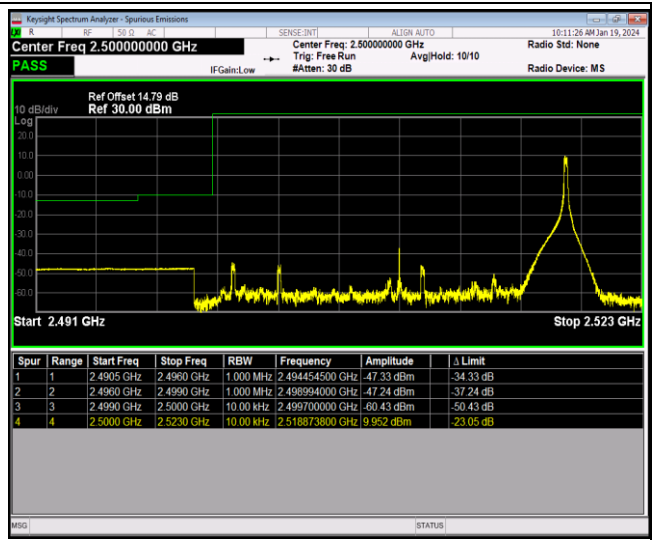 Keysight Spectrum Analyzer - Spurious Emissions
R RF 50 Ω AC SENSE:INT ALIGN AUTO 10:11:26 AM Jan 19, 2024
Center Freq 2.500000000 GHz Center Freq: 2.500000000 GHz Radio Std: None
Trig: Free Run Avg|Hold: 10/10
PASS IFGain:Low #Atten: 30 dB Radio Device: MS
Ref Offset 14.79 dB
10 dB/div Ref 30.00 dBm
Log
20.0
10.0
0.00
-10.0
-20.0
-30.0
-40.0
-50.0
-60.0
Start 2.491 GHz Stop 2.523 GHz
Spur Range Start Freq Stop Freq RBW Frequency Amplitude Δ Limit
1 1 2.4905 GHz 2.4960 GHz 1.000 MHz 2.494454500 GHz -47.33 dBm -34.33 dB
2 2 2.4960 GHz 2.4990 GHz 1.000 MHz 2.498994000 GHz -47.24 dBm -37.24 dB
3 3 2.4990 GHz 2.5000 GHz 10.00 kHz 2.499700000 GHz -60.43 dBm -50.43 dB
4 4 2.5000 GHz 2.5230 GHz 10.00 kHz 2.518873800 GHz 9.952 dBm -23.05 dB
MSG STATUS